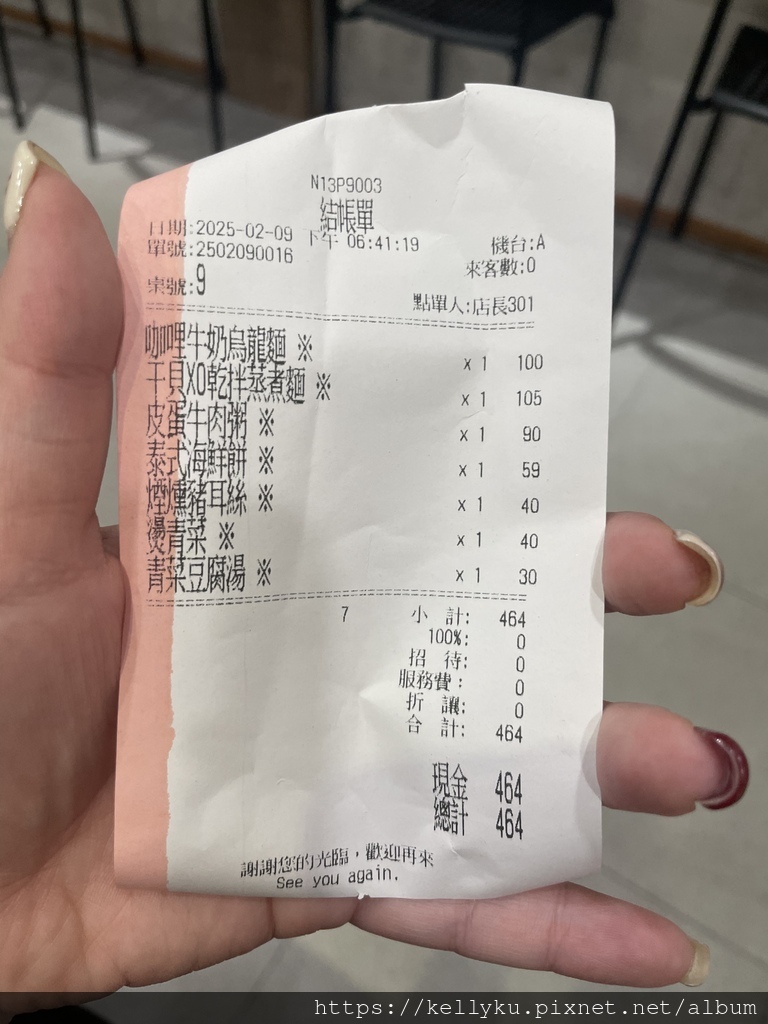 N13P9003
結帳單
日期:2025-02-09 下午 06:41:19 機台:A
單號:2502090016 來客數:0
桌號:9 點單人:店長301
咖哩牛奶烏龍麵 ※ x 1 100
干貝XO乾拌蒸煮麵 ※ x 1 105
皮蛋牛肉粥 ※ x 1 90
泰式海鮮餅 ※ x 1 59
煙燻豬耳絲 ※ x 1 40
燙青菜 ※ x 1 40
青菜豆腐湯 ※ x 1 30
7 小 計: 464
100%: 0
招 待: 0
服務費: 0
折 讓: 0
合 計: 464
現金 464
總計 464
謝謝您的光臨，歡迎再來
See you again.
https://kellyku.pixnet.net/album